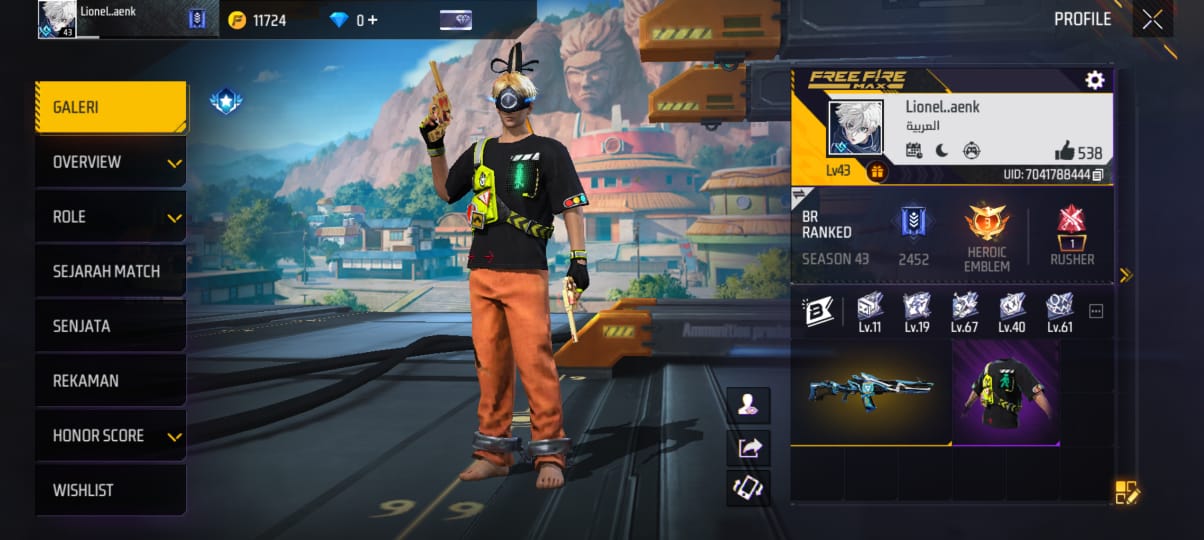 Lionel..aenk
43
11724
0 +
PROFILE
GALERI
OVERVIEW
ROLE
SEJARAH MATCH
SENJATA
REKAMAN
HONOR SCORE
WISHLIST
FREE FIRE
MAX
Lionel..aenk
العربية
538
Lv43
UID: 7041788444
BR
RANKED
SEASON 43
2452
3
HEROIC
EMBLEM
1
RUSHER
Lv.11
Lv.19
Lv.67
Lv.40
Lv.61
99